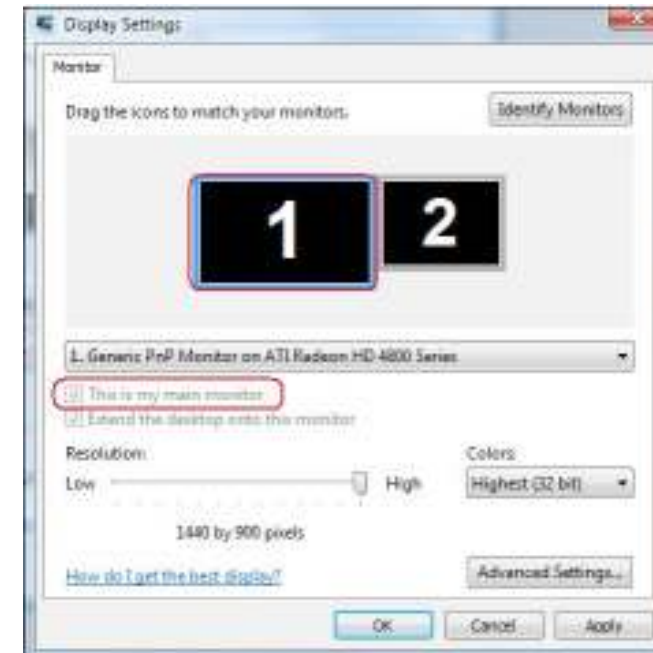 Display Settings
Monitor
Drag the icons to match your monitors.
Identify Monitors
1 2
1. Generic PnP Monitor on ATI Radeon HD 4800 Series
This is my main monitor
Extend the desktop onto this monitor
Resolution: Colors:
Low High Highest (32 bit)
1440 by 900 pixels
How do I get the best display? Advanced Settings...
OK Cancel Apply